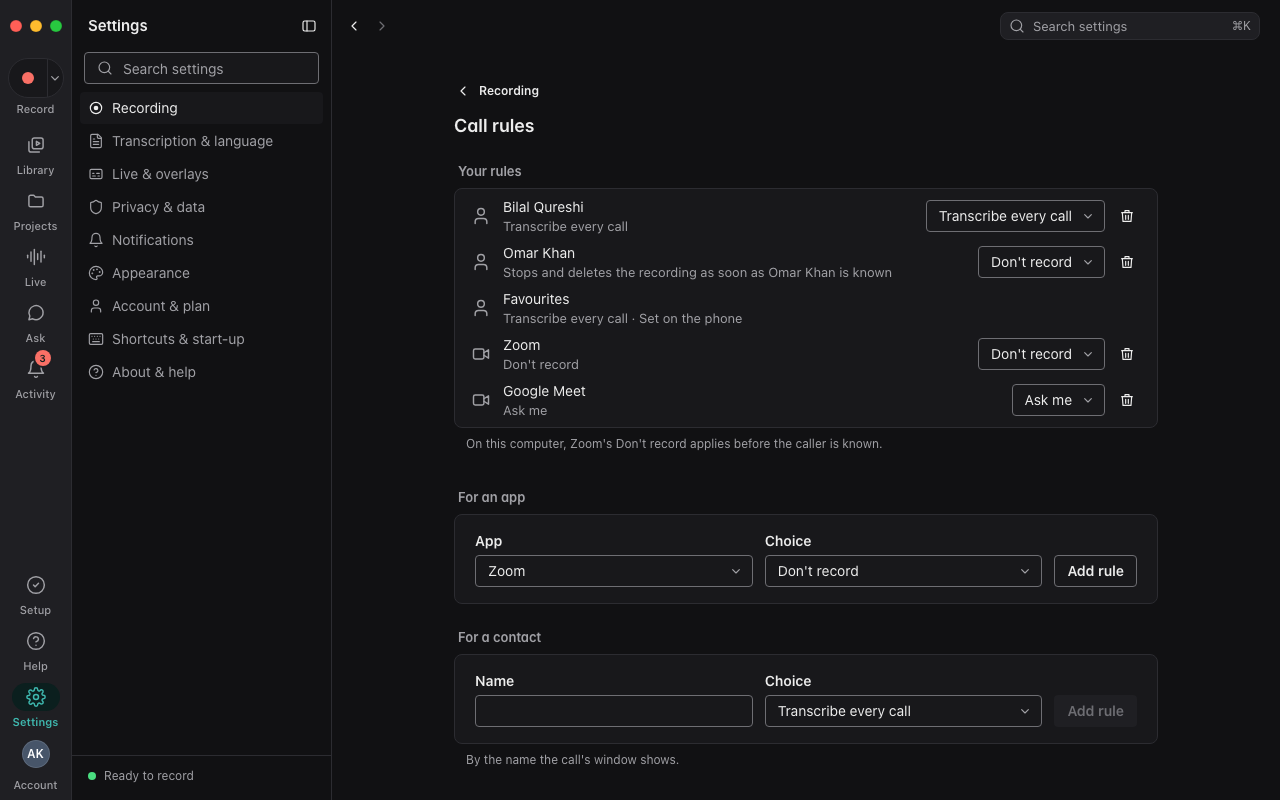 Settings
Search settings
⌘K
Search settings
Record
Recording
Recording
Transcription & language
Call rules
Library
Live & overlays
Your rules
Privacy & data
Bilal Qureshi
Transcribe every call
Transcribe every call
Projects
Notifications
Omar Khan
Stops and deletes the recording as soon as Omar Khan is known
Don't record
Live
Appearance
Favourites
Transcribe every call · Set on the phone
Account & plan
Ask
Shortcuts & start-up
Zoom
Don't record
Don't record
3
Activity
About & help
Google Meet
Ask me
Ask me
On this computer, Zoom's Don't record applies before the caller is known.
For an app
App
Choice
Zoom
Don't record
Add rule
Setup
For a contact
Help
Name
Choice
Transcribe every call
Add rule
Settings
By the name the call's window shows.
AK
Account
Ready to record